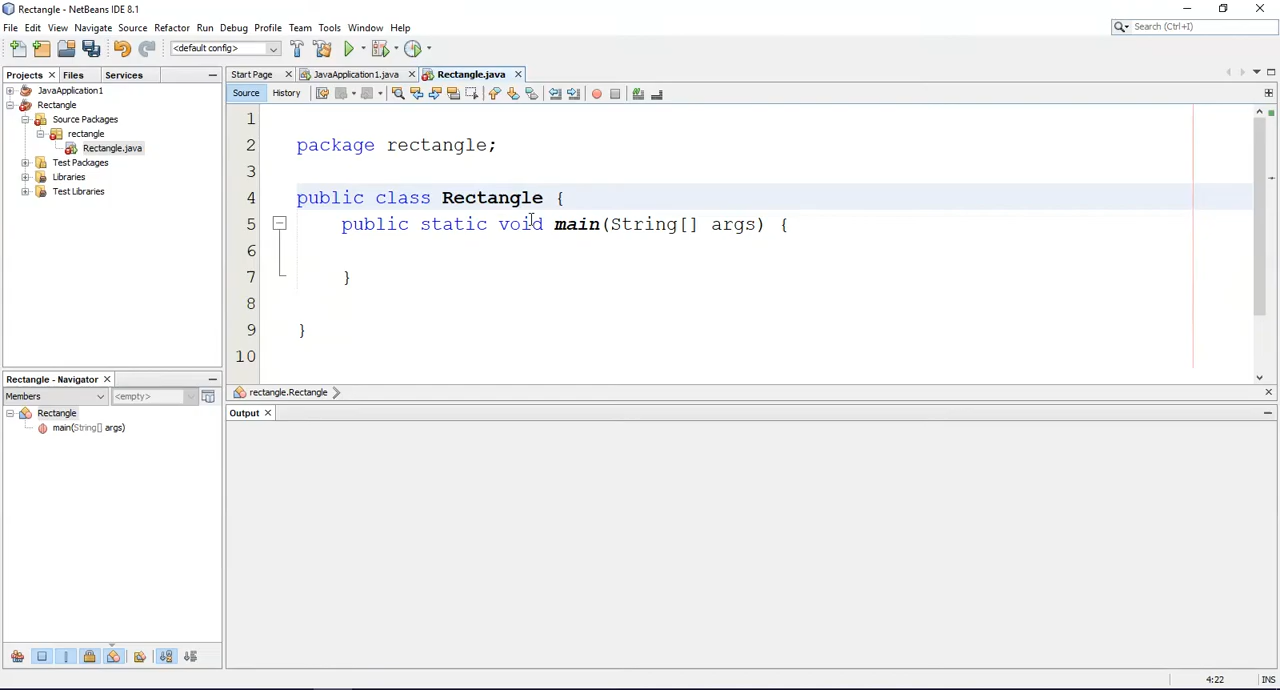 Rectangle - NetBeans IDE 8.1
File Edit View Navigate Source Refactor Run Debug Profile Team Tools Window Help
Search (Ctrl+I)
<default config>
Projects Files Services
Start Page JavaApplication1.java Rectangle.java
Source History
JavaApplication1
Rectangle
Source Packages
rectangle
Rectangle.java
Test Packages
Libraries
Test Libraries
1
2 package rectangle;
3
4 public class Rectangle {
5 public static void main(String[] args) {
6
7 }
8
9 }
10
rectangle.Rectangle
Rectangle - Navigator
Members <empty>
Rectangle
main(String[] args)
Output
4:22 INS